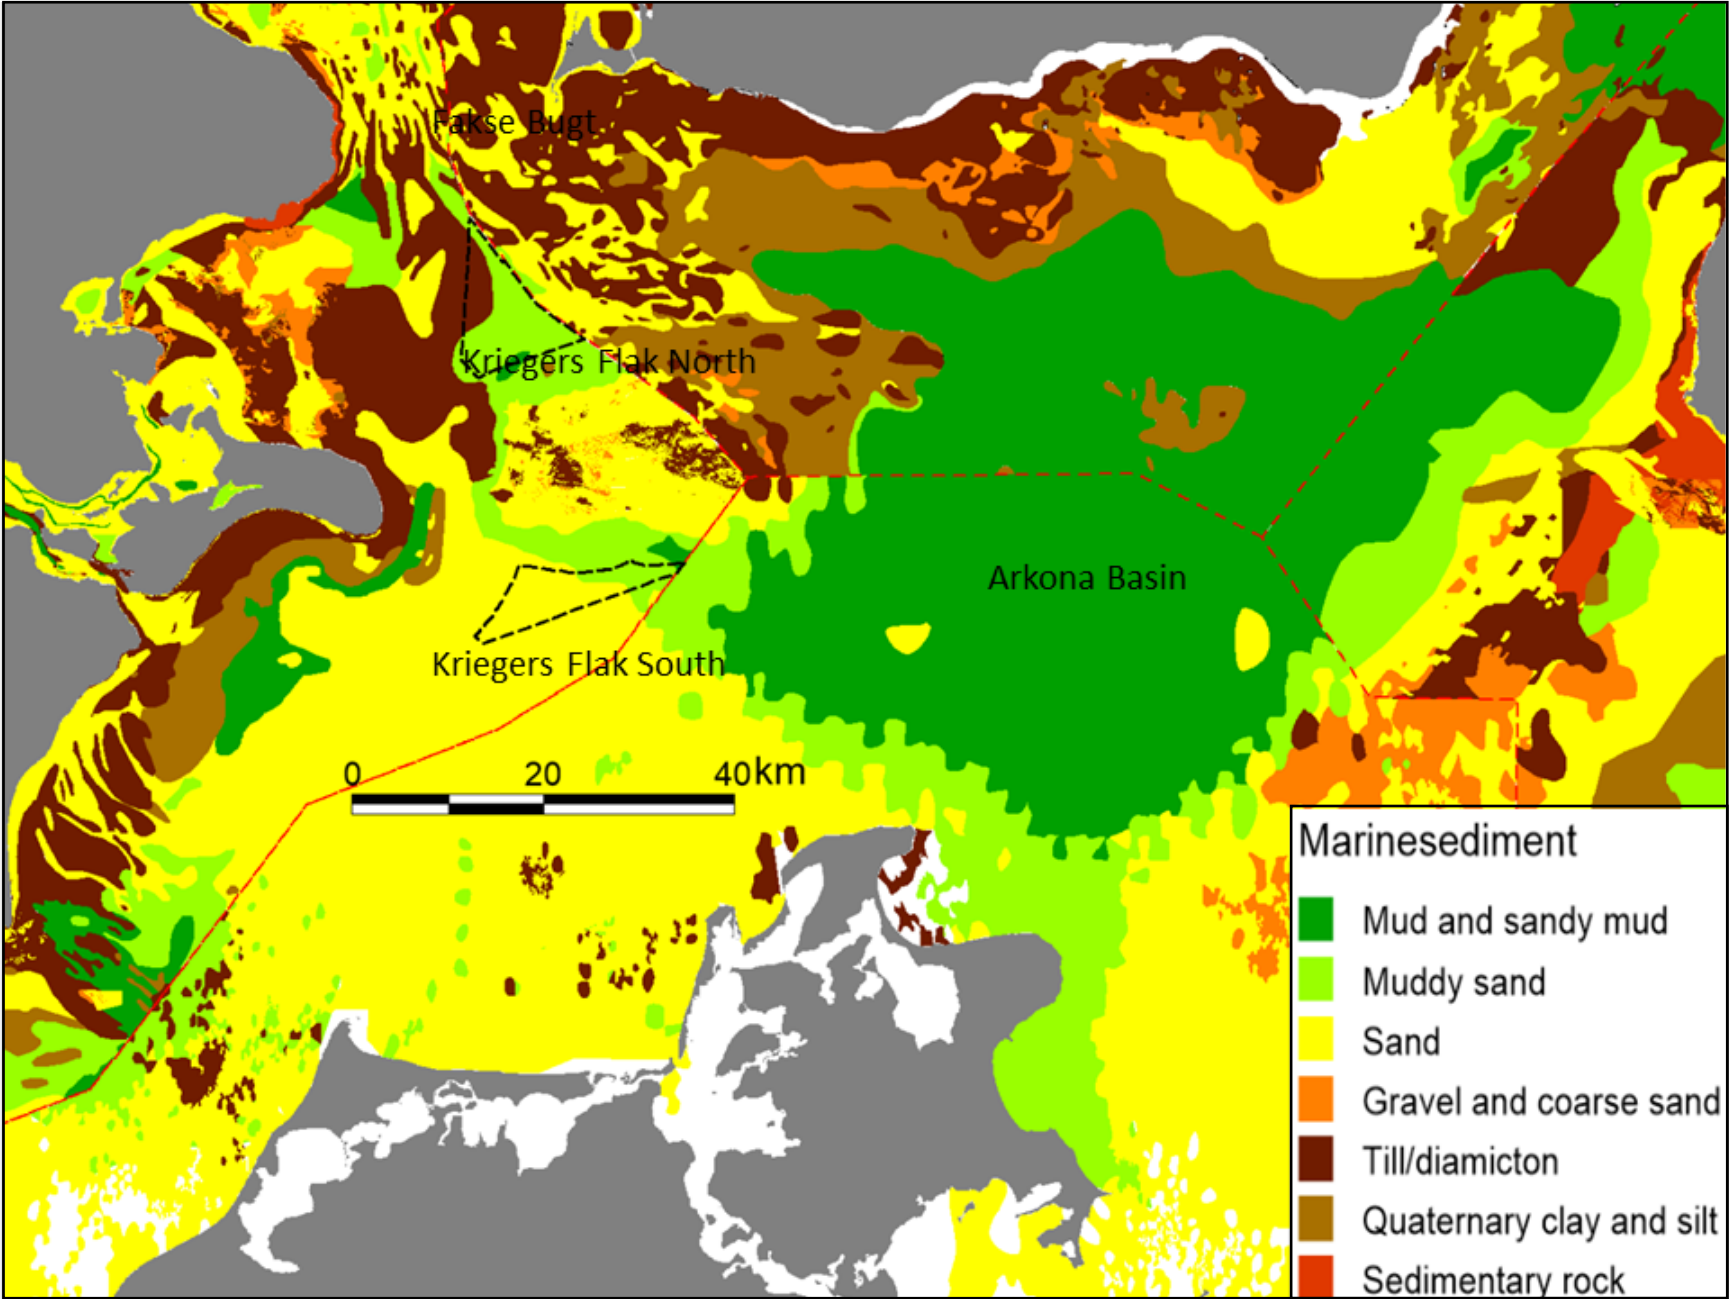 Fakse Bugt
Kriegers Flak North
Arkona Basin
Kriegers Flak South
0 20 40km
Marinesediment
Mud and sandy mud
Muddy sand
Sand
Gravel and coarse sand
Till/diamicton
Quaternary clay and silt
Sedimentary rock